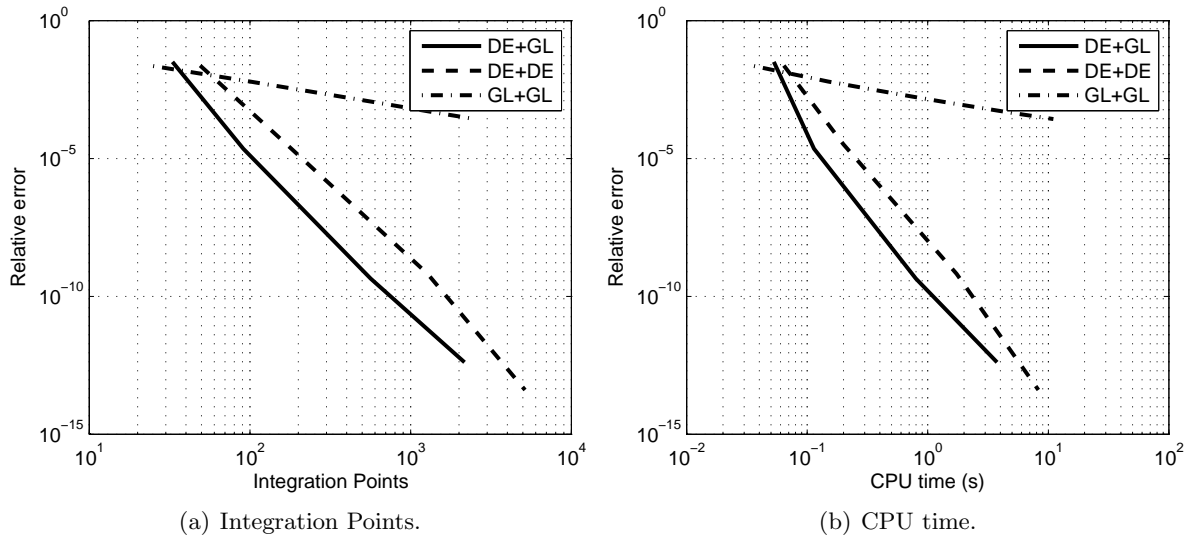 10^0
10^−5
10^−10
10^−15
Relative error
10^1
10^2
10^3
10^4
Integration Points
DE+GL
DE+DE
GL+GL
(a) Integration Points.
10^0
10^−5
10^−10
10^−15
Relative error
10^−2
10^−1
10^0
10^1
10^2
CPU time (s)
DE+GL
DE+DE
GL+GL
(b) CPU time.